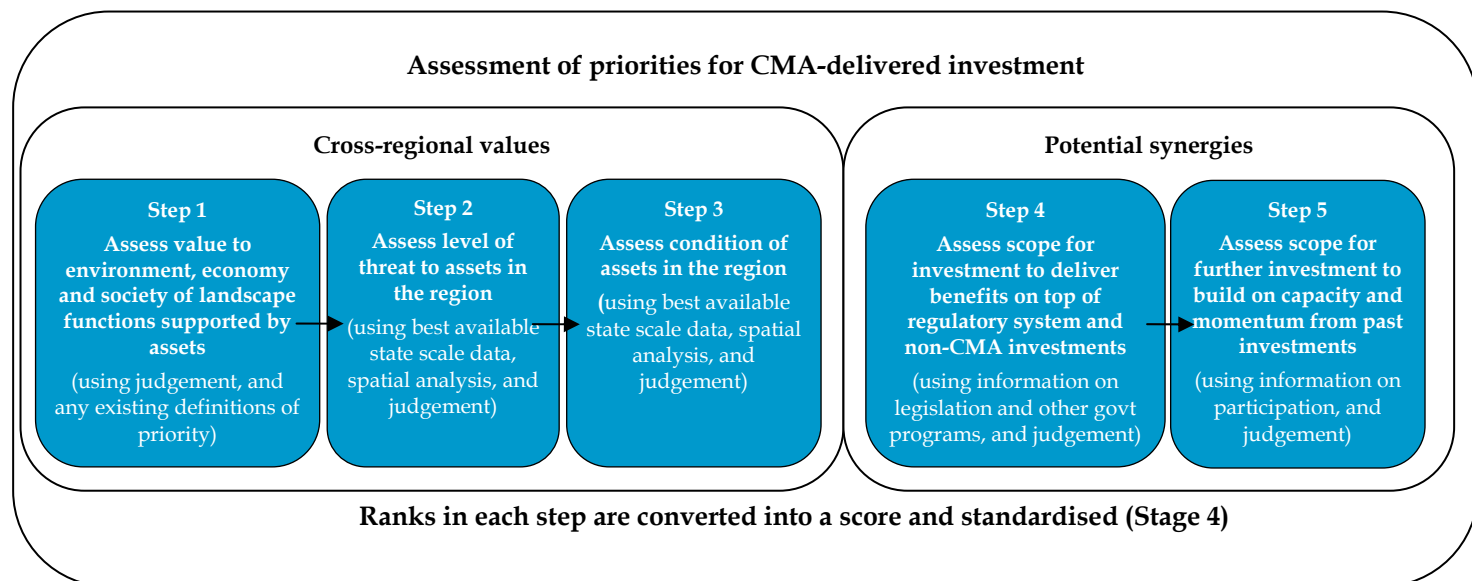 Assessment of priorities for CMA-delivered investment
Cross-regional values
Step 1
Assess value to
environment, economy
and society of landscape
functions supported by
assets
(using judgement, and
any existing definitions of
priority)
Step 2
Assess level of
threat to assets in
the region
(using best available
state scale data,
spatial analysis, and
judgement)
Step 3
Assess condition of
assets in the region
(using best available
state scale data, spatial
analysis, and
judgement)
Potential synergies
Step 4
Assess scope for
investment to deliver
benefits on top of
regulatory system and
non-CMA investments
(using information on
legislation and other govt
programs, and judgement)
Step 5
Assess scope for
further investment to
build on capacity and
momentum from past
investments
(using information on
participation, and
judgement)
Ranks in each step are converted into a score and standardised (Stage 4)